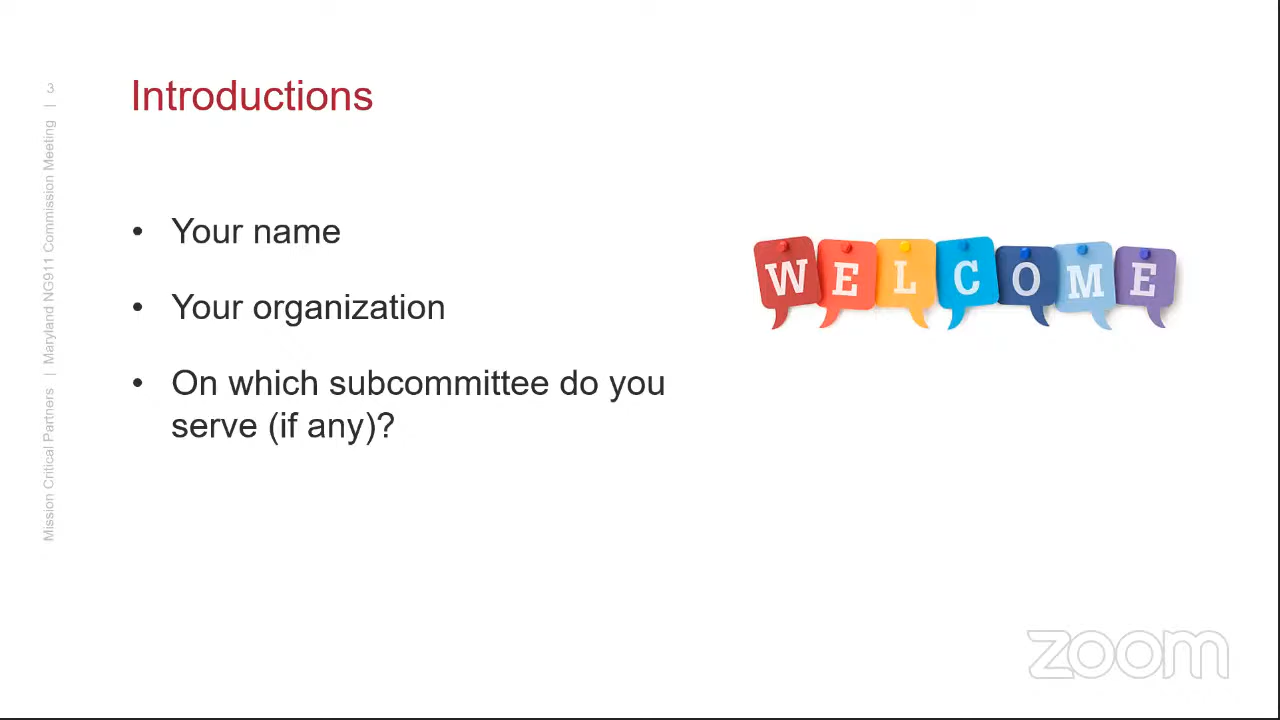 Introductions
• Your name
• Your organization
• On which subcommittee do you
serve (if any)?
WELCOME
Mission Critical Partners | Maryland NG911 Commission Meeting | 3
zoom